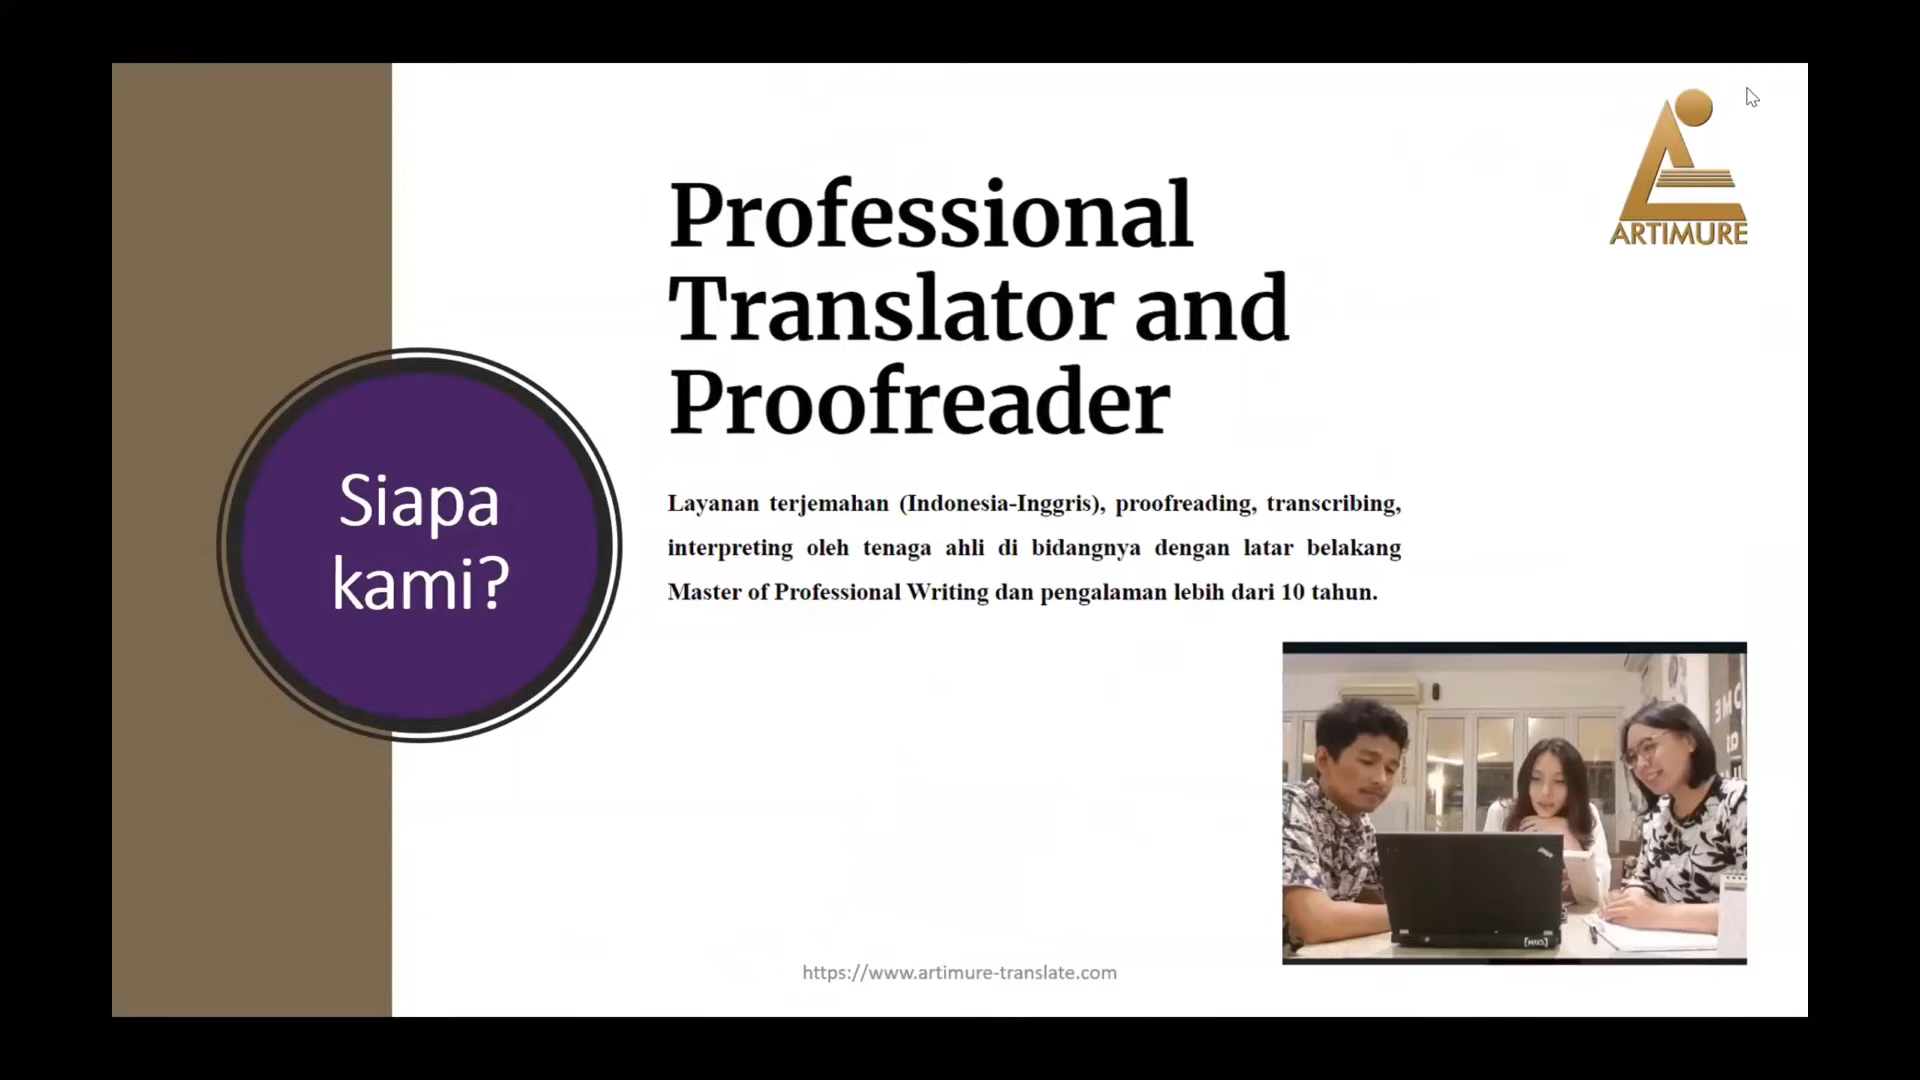 ARTIMURE
Professional
Translator and
Proofreader
Siapa
kami?
Layanan terjemahan (Indonesia-Inggris), proofreading, transcribing,
interpreting oleh tenaga ahli di bidangnya dengan latar belakang
Master of Professional Writing dan pengalaman lebih dari 10 tahun.
https://www.artimure-translate.com